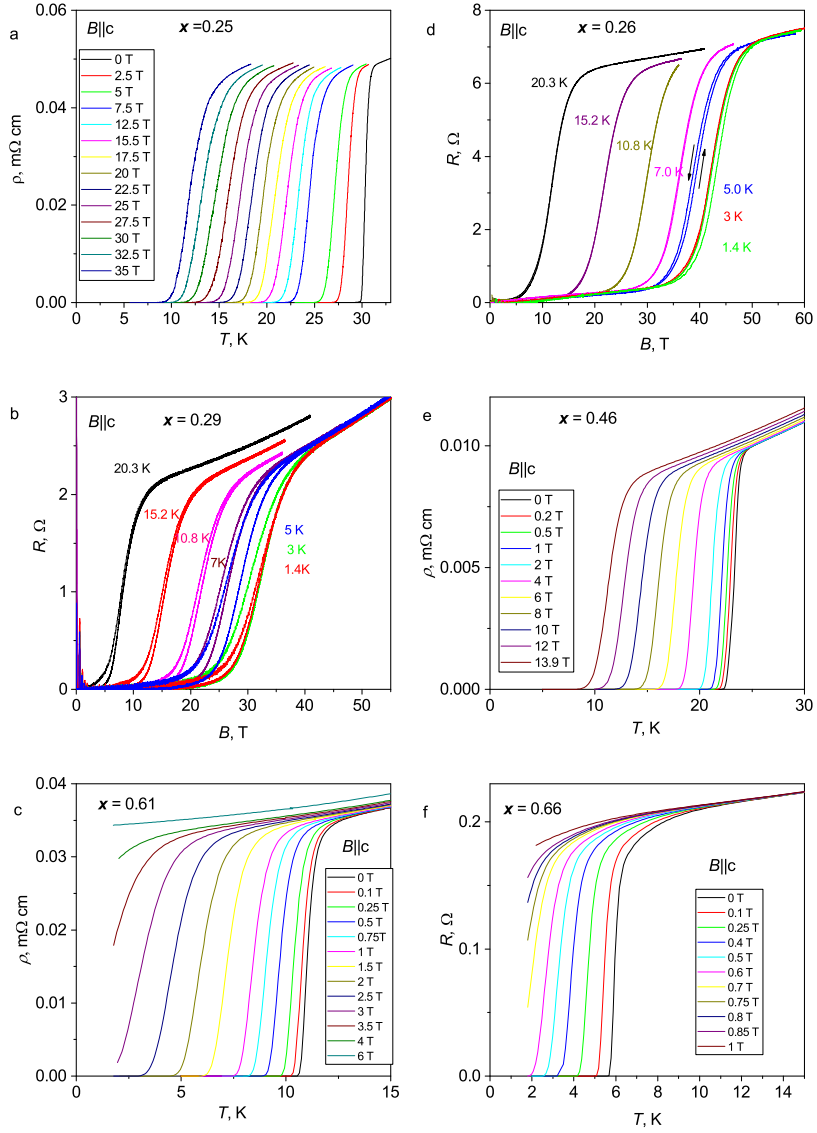 a
B||c
x =0.25
0 T
2.5 T
5 T
7.5 T
12.5 T
15.5 T
17.5 T
20 T
22.5 T
25 T
27.5 T
30 T
32.5 T
35 T
ρ, mΩ cm
0.06
0.04
0.02
0.00
0 5 10 15 20 25 30
T, K
d
B||c
x = 0.26
20.3 K
15.2 K
10.8 K
7.0 K
5.0 K
3 K
1.4 K
R, Ω
8
6
4
2
0
0 10 20 30 40 50 60
B, T
b
B||c
x = 0.29
20.3 K
15.2 K
10.8 K
7K
5 K
3 K
1.4K
R, Ω
3
2
1
0
0 10 20 30 40 50
B, T
e
x = 0.46
B||c
0 T
0.2 T
0.5 T
1 T
2 T
4 T
6 T
8 T
10 T
12 T
13.9 T
ρ, mΩ cm
0.010
0.005
0.000
10 20 30
T, K
c
x = 0.61
B||c
0 T
0.1 T
0.25 T
0.5 T
0.75T
1 T
1.5 T
2 T
2.5 T
3 T
3.5 T
4 T
6 T
ρ, mΩ cm
0.04
0.03
0.02
0.01
0.00
0 5 10 15
T, K
f
x = 0.66
B||c
0 T
0.1 T
0.25 T
0.4 T
0.5 T
0.6 T
0.7 T
0.75 T
0.8 T
0.85 T
1 T
R, Ω
0.2
0.1
0.0
0 2 4 6 8 10 12 14
T, K